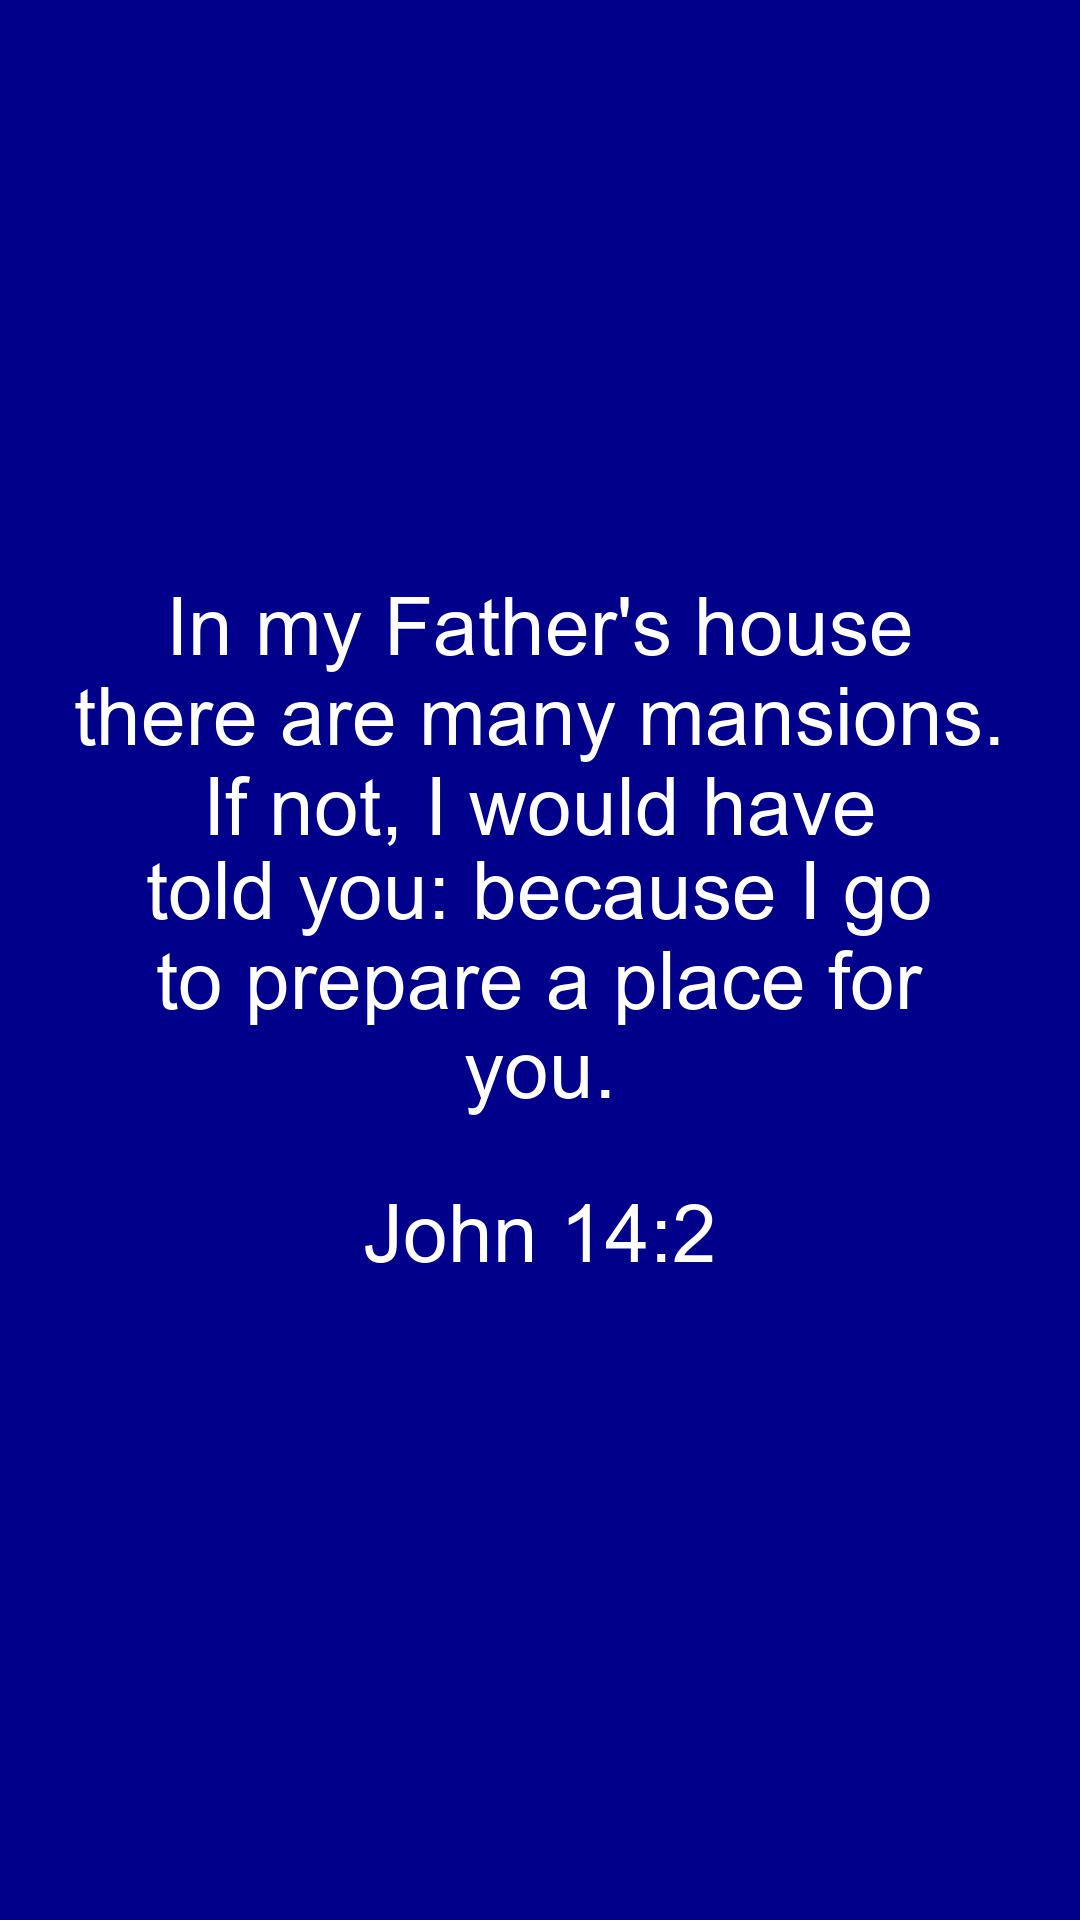 In my Father's house
there are many mansions.
If not, I would have
told you: because I go
to prepare a place for
you.
John 14:2